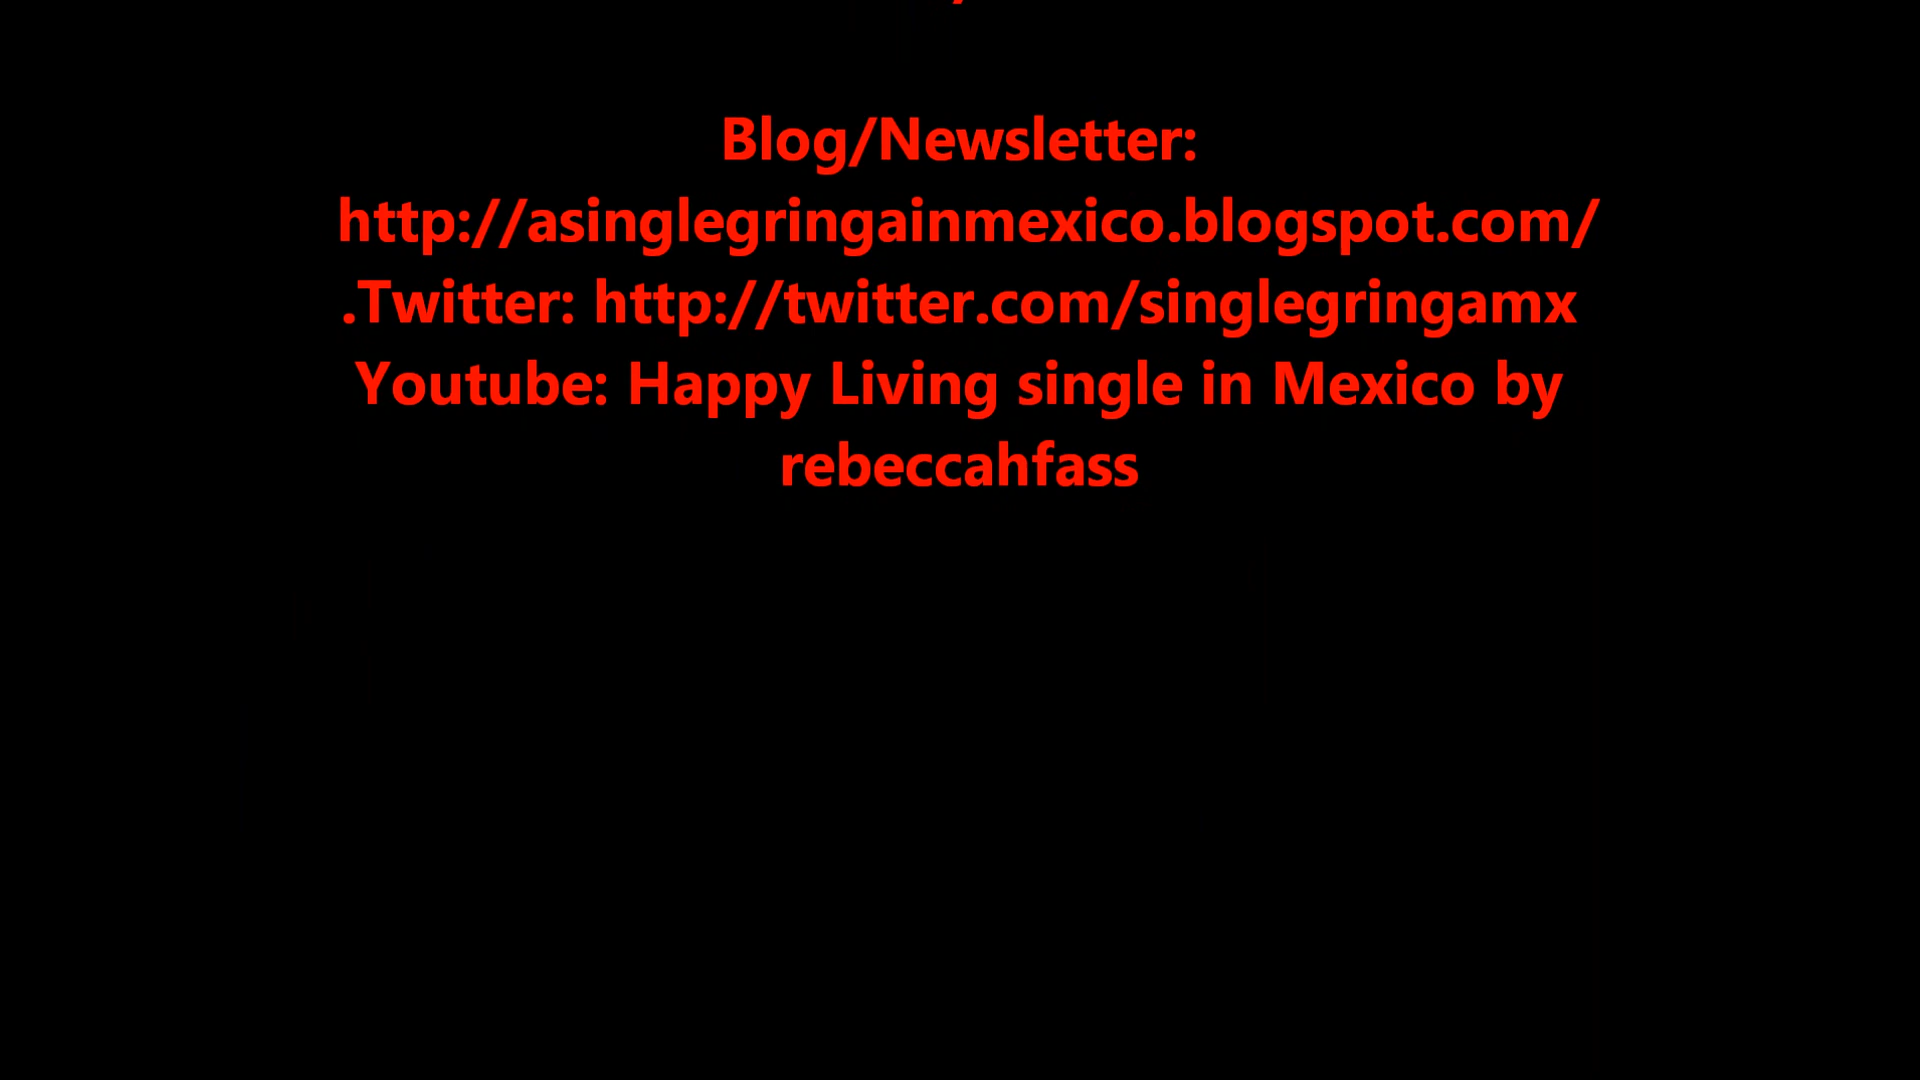 Blog/Newsletter:
http://asinglegringainmexico.blogspot.com/
.Twitter: http://twitter.com/singlegringamx
Youtube: Happy Living single in Mexico by
rebeccahfass